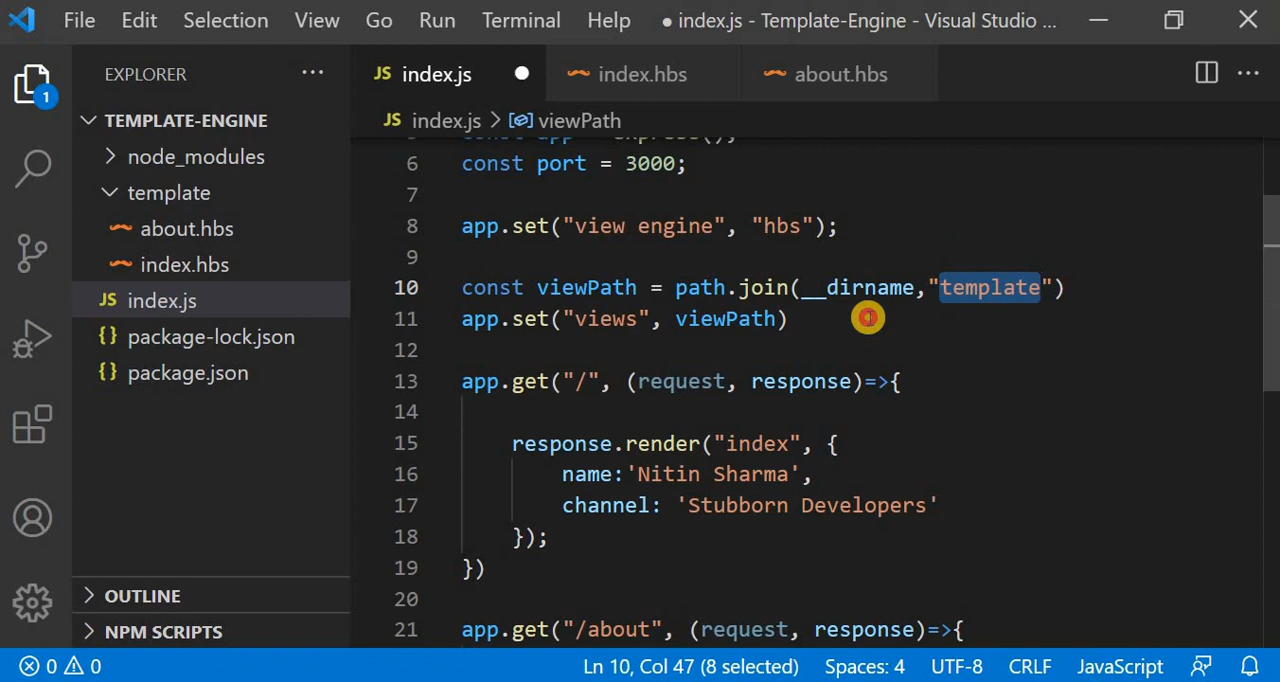 File Edit Selection View Go Run Terminal Help ● index.js - Template-Engine - Visual Studio ...
EXPLORER ...
1
TEMPLATE-ENGINE
node_modules
template
about.hbs
index.hbs
JS index.js
{} package-lock.json
{} package.json
OUTLINE
NPM SCRIPTS
JS index.js ● index.hbs about.hbs ...
JS index.js > viewPath
6 const port = 3000;
7
8 app.set("view engine", "hbs");
9
10 const viewPath = path.join(__dirname,"template")
11 app.set("views", viewPath)
12
13 app.get("/", (request, response)=>{
14
15 response.render("index", {
16 name:'Nitin Sharma',
17 channel: 'Stubborn Developers'
18 });
19 })
20
21 app.get("/about", (request, response)=>{
0 0 Ln 10, Col 47 (8 selected) Spaces: 4 UTF-8 CRLF JavaScript